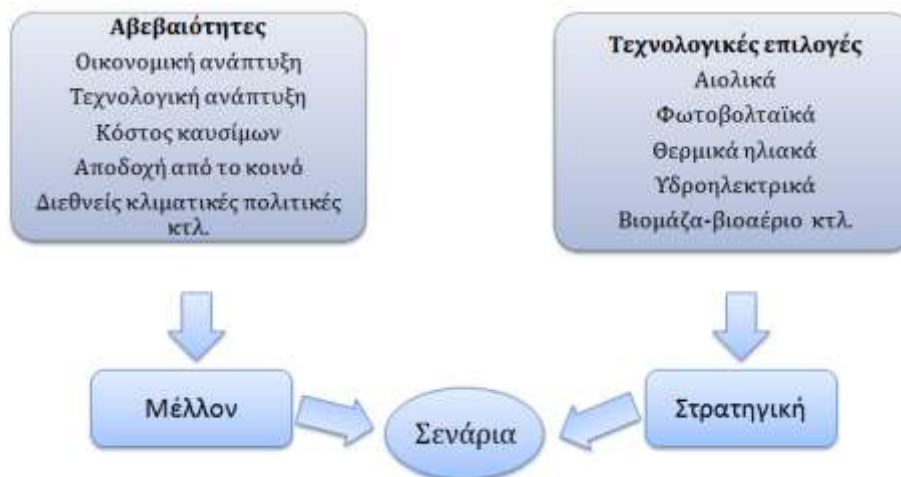 Αβεβαιότητες
Οικονομική ανάπτυξη
Τεχνολογική ανάπτυξη
Κόστος καυσίμων
Αποδοχή από το κοινό
Διεθνείς κλιματικές πολιτικές
κτλ.
Τεχνολογικές επιλογές
Αιολικά
Φωτοβολταϊκά
Θερμικά ηλιακά
Υδροηλεκτρικά
Βιομάζα-βιοαέριο κτλ.
Μέλλον
Σενάρια
Στρατηγική